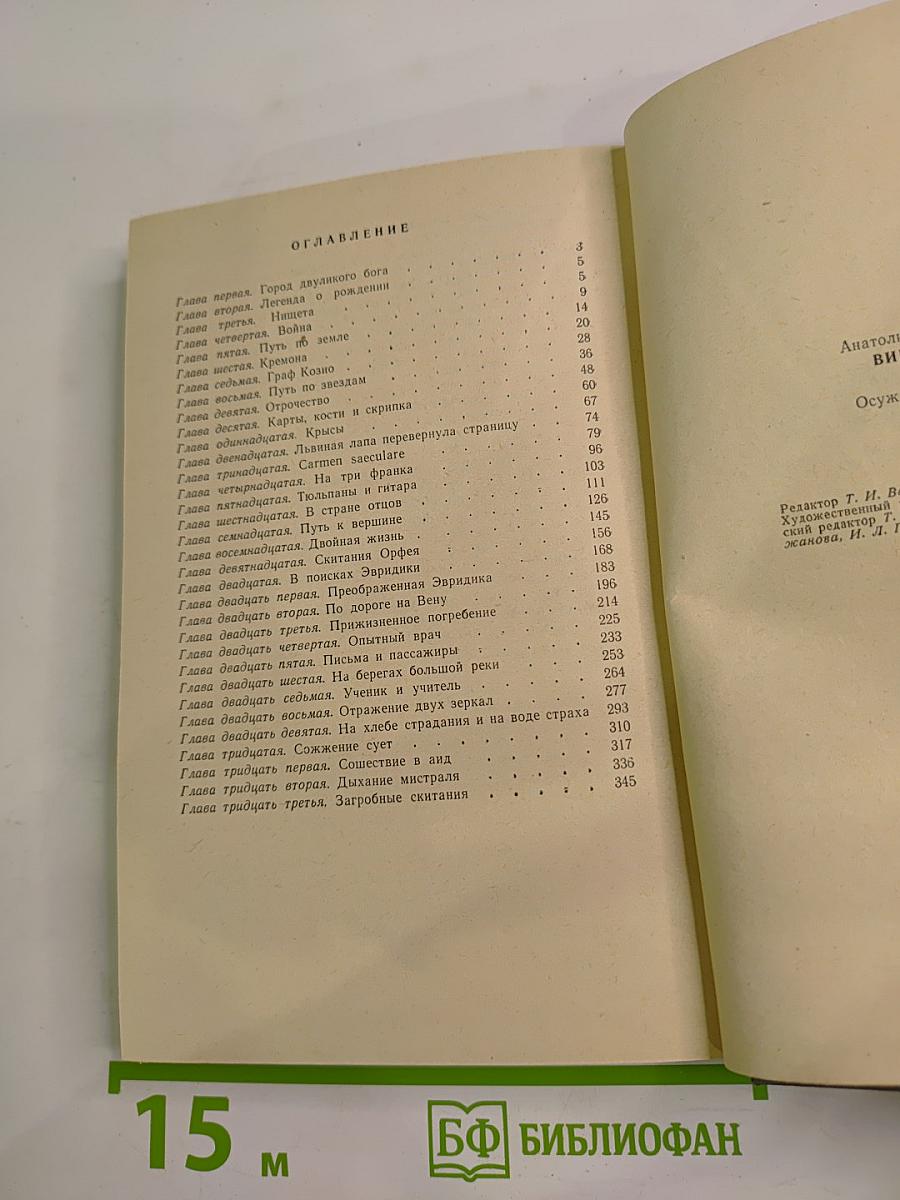 ОГЛАВЛЕНИЕ
Глава первая. Город двуликого бога . . . . . . . 3
Глава вторая. Легенда о рождении . . . . . . . 5
Глава третья. Нищета . . . . . . . 5
Глава четвертая. Война . . . . . . . 9
Глава пятая. Путь по земле . . . . . . . 14
Глава шестая. Кремона . . . . . . . 20
Глава седьмая. Граф Козио . . . . . . . 28
Глава восьмая. Путь по звездам . . . . . . . 36
Глава девятая. Отрочество . . . . . . . 48
Глава десятая. Карты, кости и скрипка . . . . . . 60
Глава одиннадцатая. Крысы . . . . . . . 67
Глава двенадцатая. Львиная лапа перевернула страницу . . 74
Глава тринадцатая. Carmen saeculare . . . . . . 79
Глава четырнадцатая. На три франка . . . . . . 96
Глава пятнадцатая. Тюльпаны и гитара . . . . . . 103
Глава шестнадцатая. В стране отцов . . . . . . 111
Глава семнадцатая. Путь к вершине . . . . . . 126
Глава восемнадцатая. Двойная жизнь . . . . . . 145
Глава девятнадцатая. Скитания Орфея . . . . . . 156
Глава двадцатая. В поисках Эвридики . . . . . . 168
Глава двадцать первая. Преображенная Эвридика . . . . 183
Глава двадцать вторая. По дороге на Вену . . . . . 196
Глава двадцать третья. Прижизненное погребение . . . . 214
Глава двадцать четвертая. Опытный врач . . . . . 225
Глава двадцать пятая. Письма и пассажиры . . . . . 233
Глава двадцать шестая. На берегах большой реки . . . 253
Глава двадцать седьмая. Ученик и учитель . . . . . 264
Глава двадцать восьмая. Отражение двух зеркал . . . . 277
Глава двадцать девятая. На хлебе страдания и на воде страха 293
Глава тридцатая. Сожжение сует . . . . . . . 310
Глава тридцать первая. Сошествие в аид . . . . . 317
Глава тридцать вторая. Дыхание мистраля . . . . . 336
Глава тридцать третья. Загробные скитания . . . . . 345
Анатоли
ВИ
Осуж
Редактор Т. И. В
Художественный
ский редактор Т.
жанова, И. Л.
15 м
БФ БИБЛИОФАН